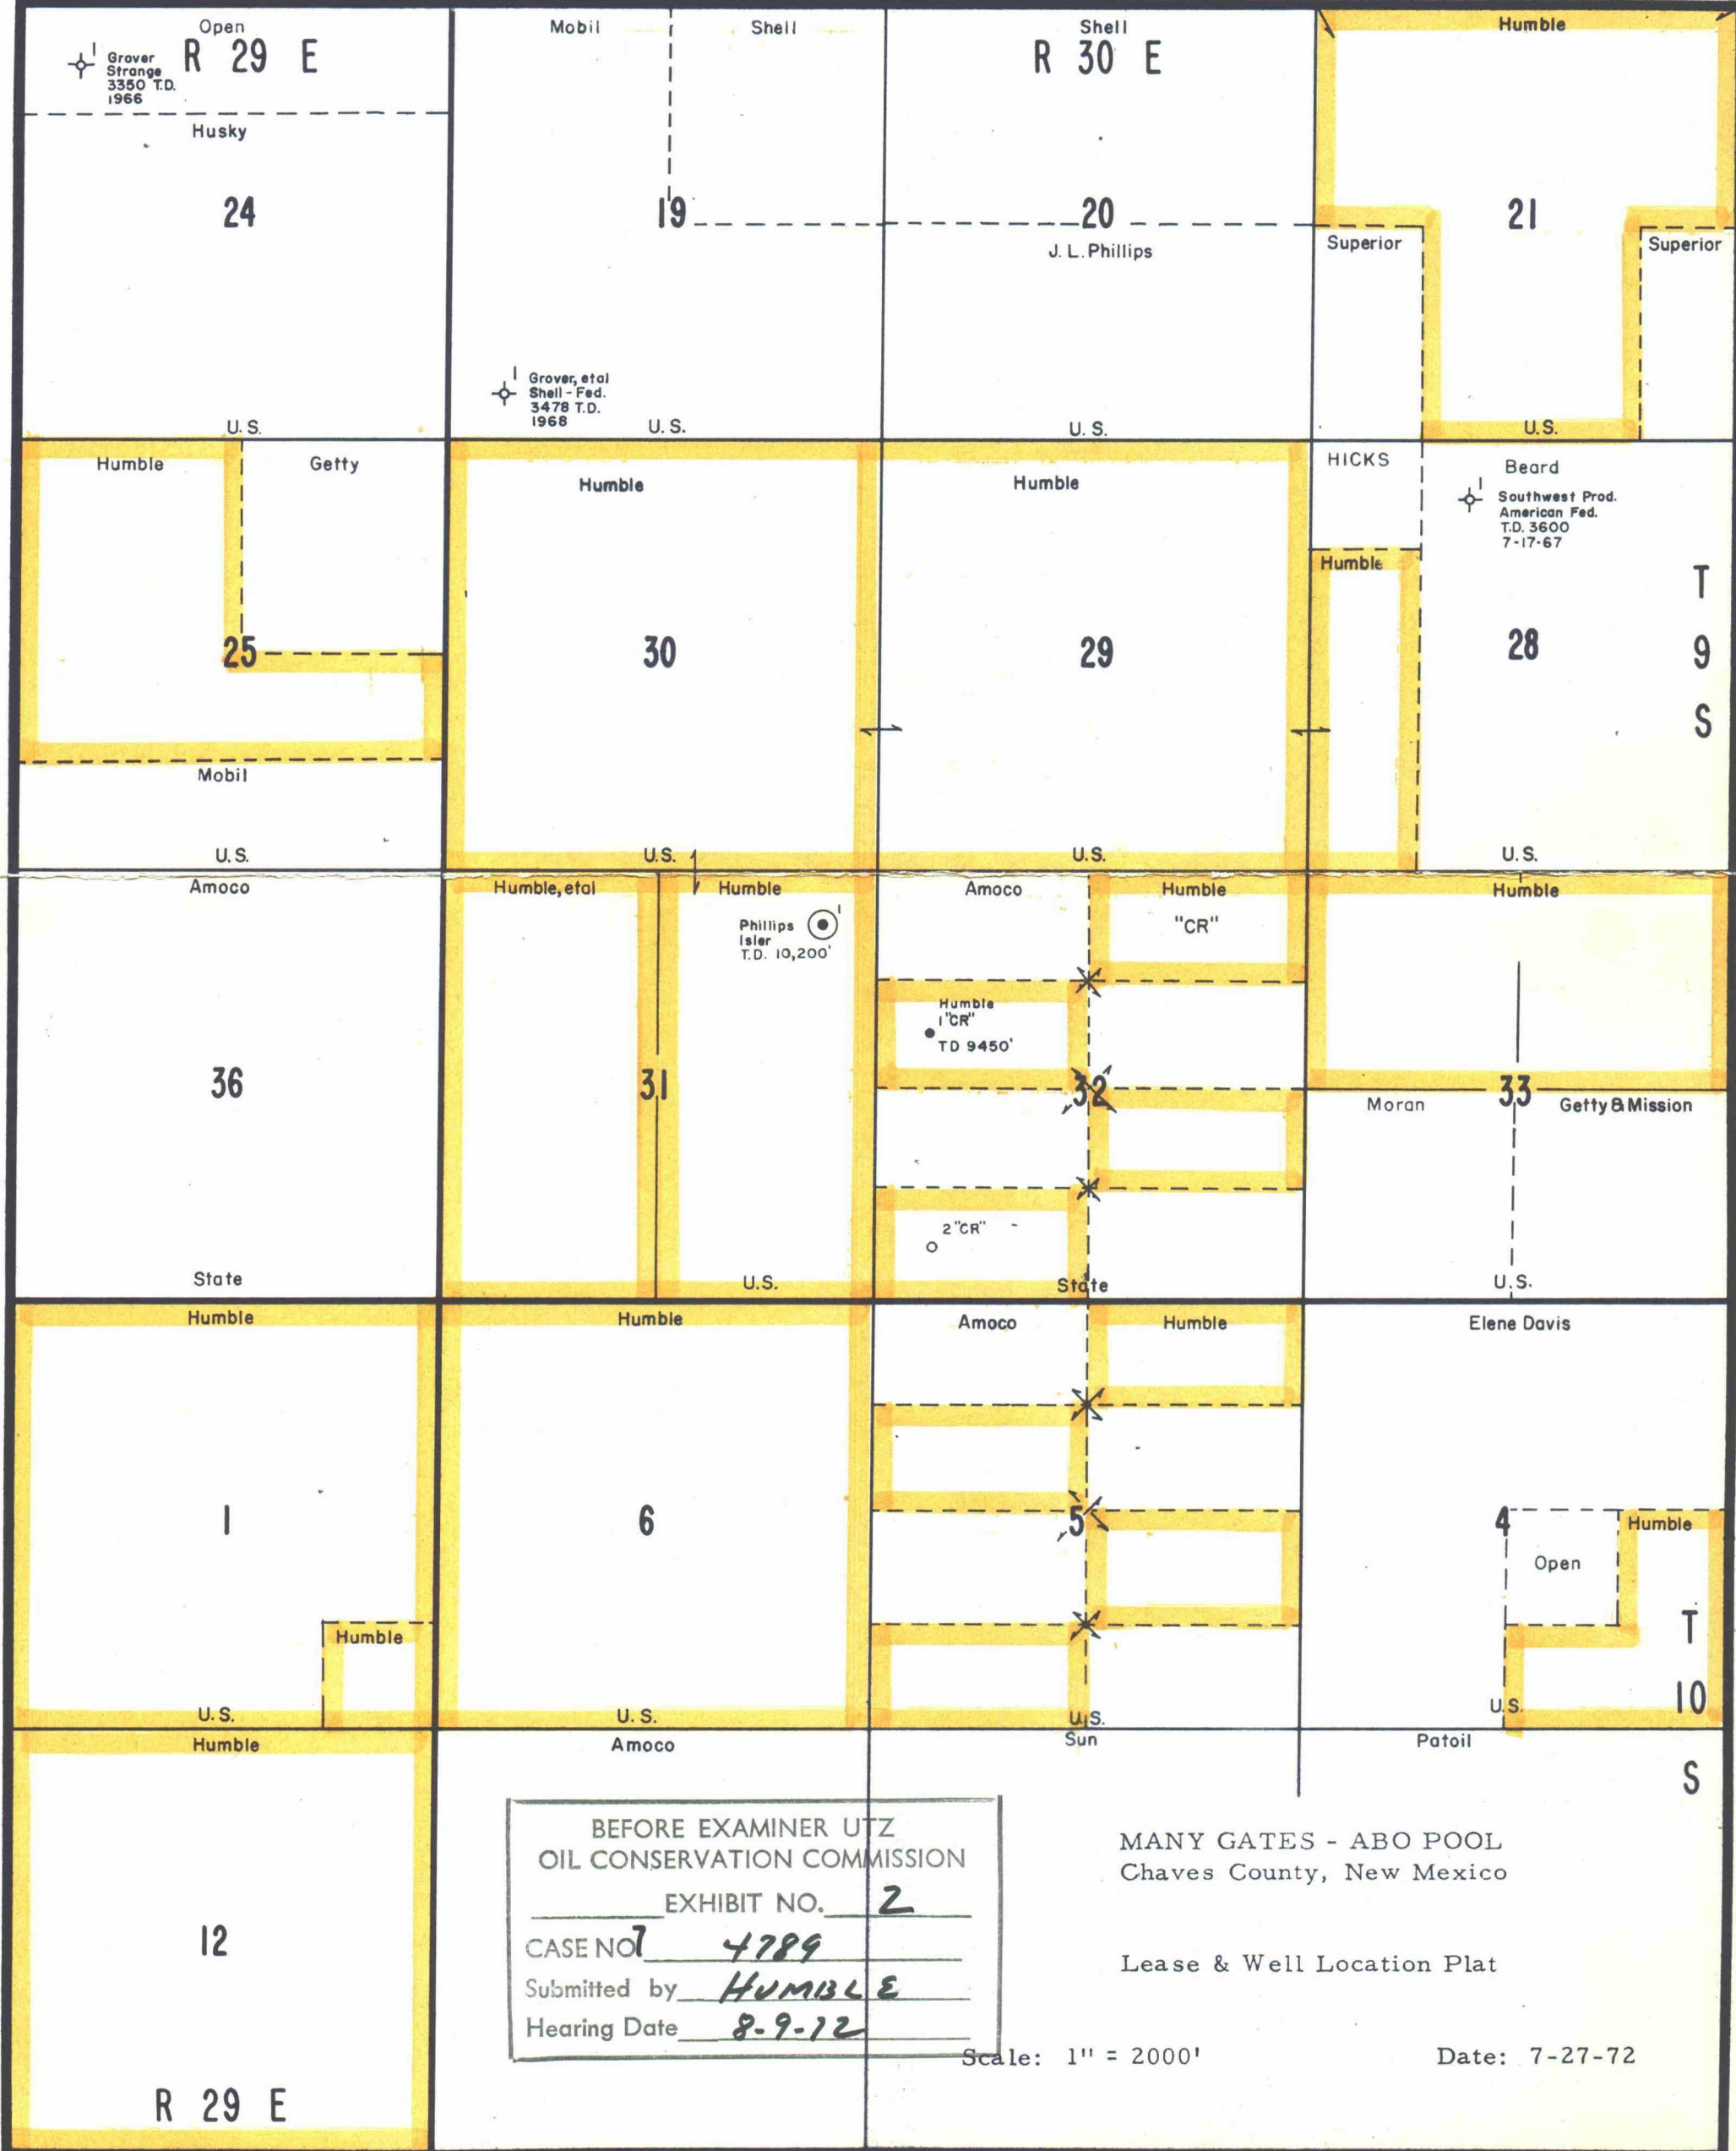 Open
R 29 E
1
Grover
Strange
3350 T.D.
1966
Husky
24
U.S.
Mobil
Shell
19
1
Grover, etal
Shell - Fed.
3478 T.D.
1968
U.S.
Shell
R 30 E
20
J. L. Phillips
U.S.
Humble
21
Superior
Superior
U.S.
Humble
Getty
25
Mobil
U.S.
Humble
30
U.S.
Humble
29
U.S.
HICKS
Beard
1
Southwest Prod.
American Fed.
T.D. 3600
7-17-67
Humble
28
U.S.
T
9
S
Amoco
36
State
Humble, etal
Humble
Phillips
1
Isler
T.D. 10,200'
31
U.S.
Amoco
Humble
"CR"
Humble
1 "CR"
TD 9450'
32
2 "CR"
State
Humble
33
Moran
Getty & Mission
U.S.
Humble
1
Humble
U.S.
Humble
6
U.S.
Amoco
Humble
5
U.S.
Elene Davis
4
Humble
Open
U.S.
T
10
S
Humble
12
R 29 E
Amoco
Sun
Patoil
BEFORE EXAMINER UTZ
OIL CONSERVATION COMMISSION
EXHIBIT NO. 2
CASE NO. 4789
Submitted by HUMBLE
Hearing Date 8-9-72
7
MANY GATES - ABO POOL
Chaves County, New Mexico
Lease & Well Location Plat
Scale: 1" = 2000'
Date: 7-27-72